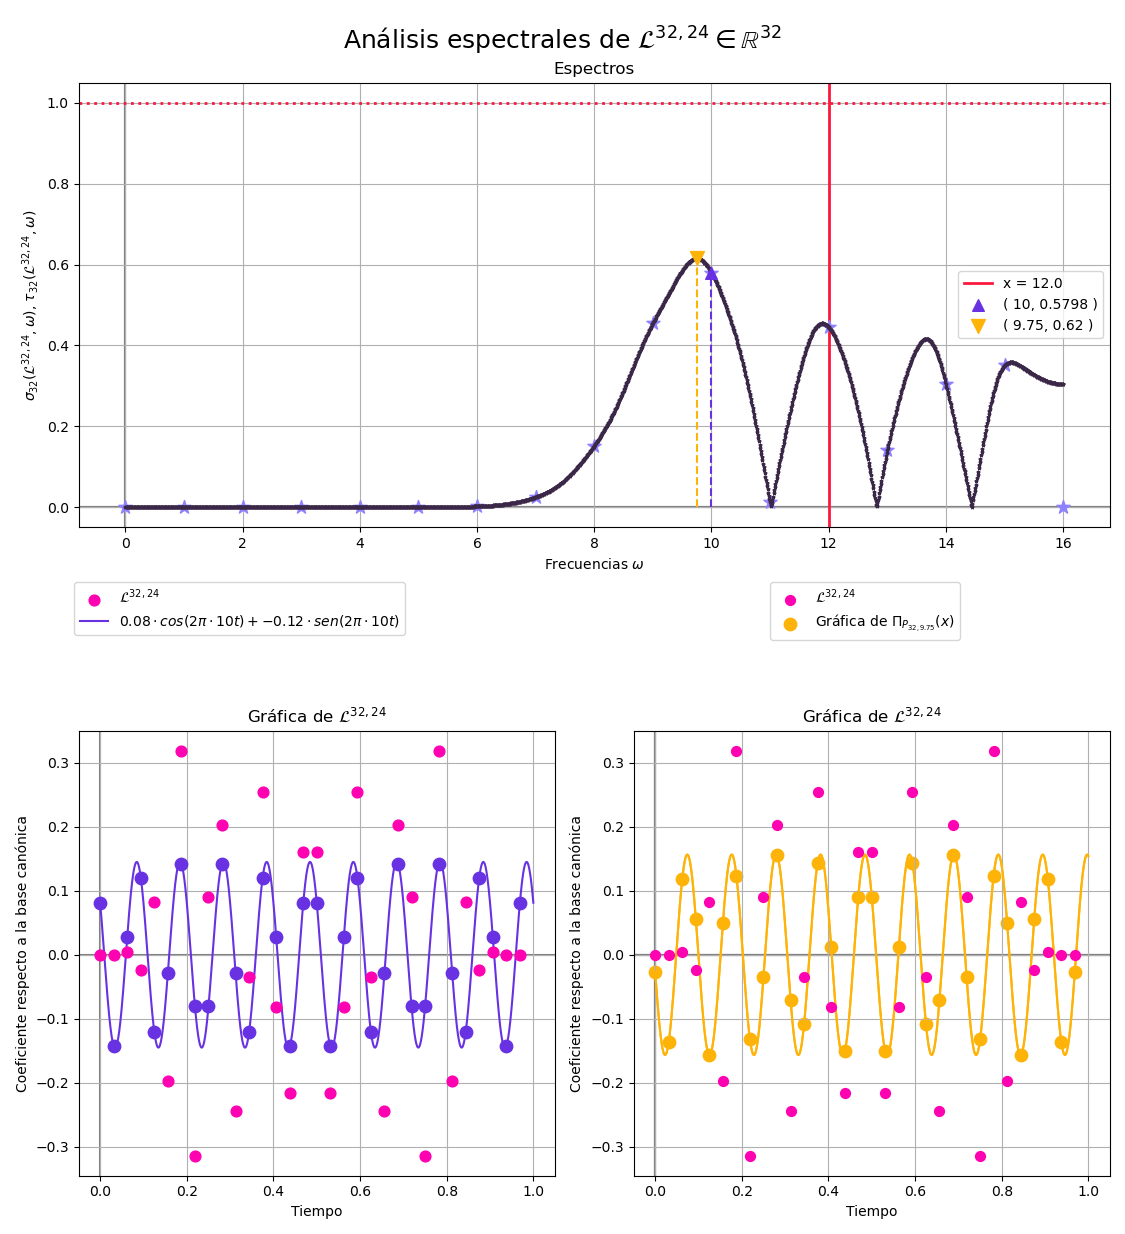 Análisis espectrales de 𝓛^{32,24} ∈ ℝ^{32}
Espectros
1.0
0.8
0.6
0.4
0.2
0.0
σ_{32}(𝓛^{32,24}, ω), τ_{32}(𝓛^{32,24}, ω)
x = 12.0
( 10, 0.5798 )
( 9.75, 0.62 )
0 2 4 6 8 10 12 14 16
Frecuencias ω
𝓛^{32,24}
0.08 · cos(2π · 10t) + −0.12 · sen(2π · 10t)
𝓛^{32,24}
Gráfica de Π_{P_{32,9.75}}(x)
Gráfica de 𝓛^{32,24}
0.3
0.2
0.1
0.0
−0.1
−0.2
−0.3
Coeficiente respecto a la base canónica
0.0 0.2 0.4 0.6 0.8 1.0
Tiempo
Gráfica de 𝓛^{32,24}
0.3
0.2
0.1
0.0
−0.1
−0.2
−0.3
Coeficiente respecto a la base canónica
0.0 0.2 0.4 0.6 0.8 1.0
Tiempo